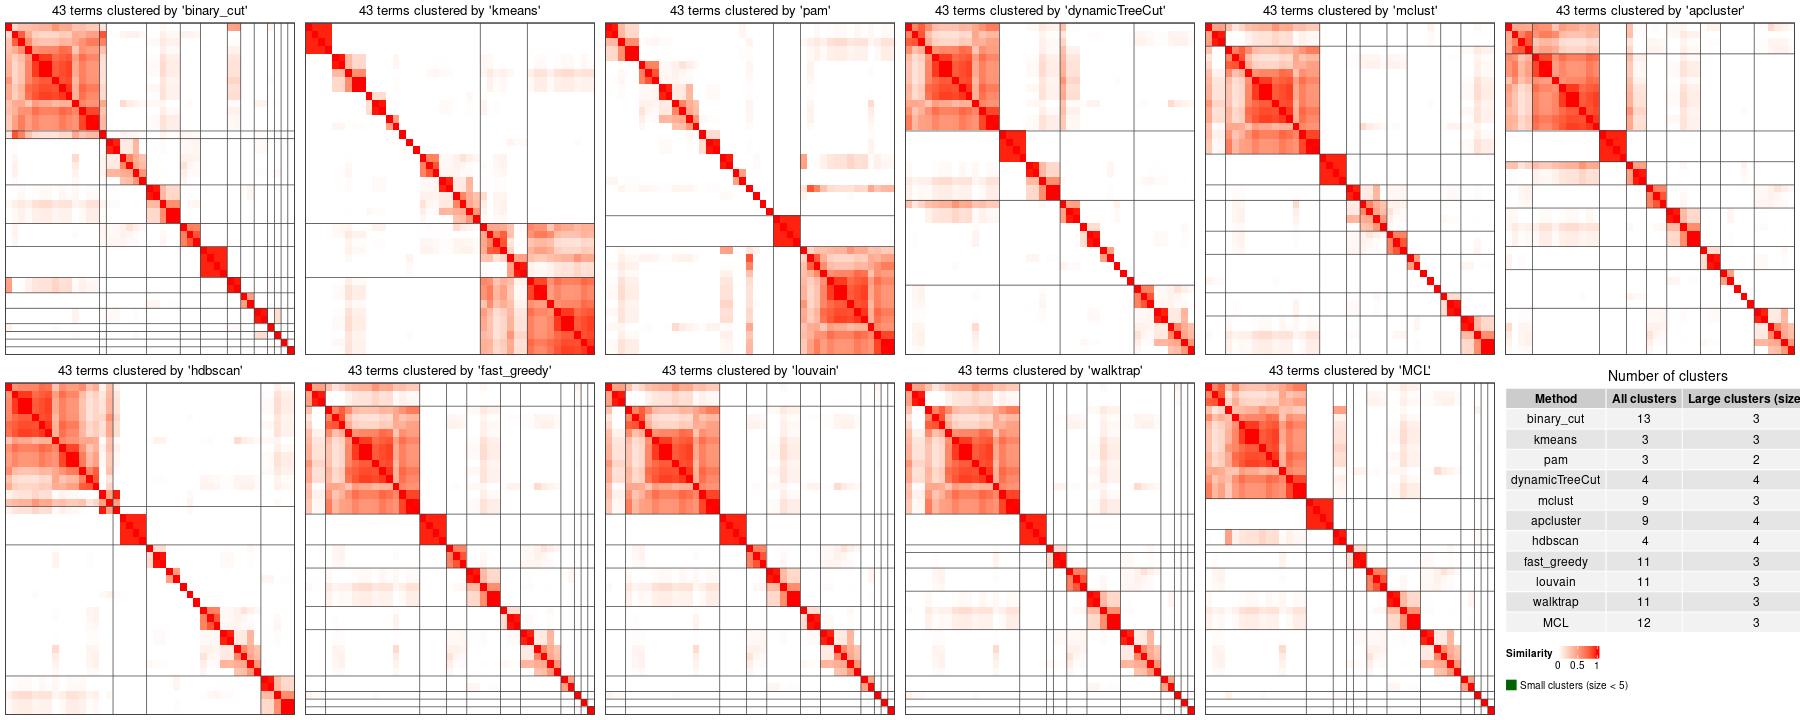 43 terms clustered by 'binary_cut'
43 terms clustered by 'kmeans'
43 terms clustered by 'pam'
43 terms clustered by 'dynamicTreeCut'
43 terms clustered by 'mclust'
43 terms clustered by 'apcluster'
43 terms clustered by 'hdbscan'
43 terms clustered by 'fast_greedy'
43 terms clustered by 'louvain'
43 terms clustered by 'walktrap'
43 terms clustered by 'MCL'
Number of clusters
Method All clusters Large clusters (size
binary_cut 13 3
kmeans 3 3
pam 3 2
dynamicTreeCut 4 4
mclust 9 3
apcluster 9 4
hdbscan 4 4
fast_greedy 11 3
louvain 11 3
walktrap 11 3
MCL 12 3
Similarity
0 0.5 1
Small clusters (size < 5)